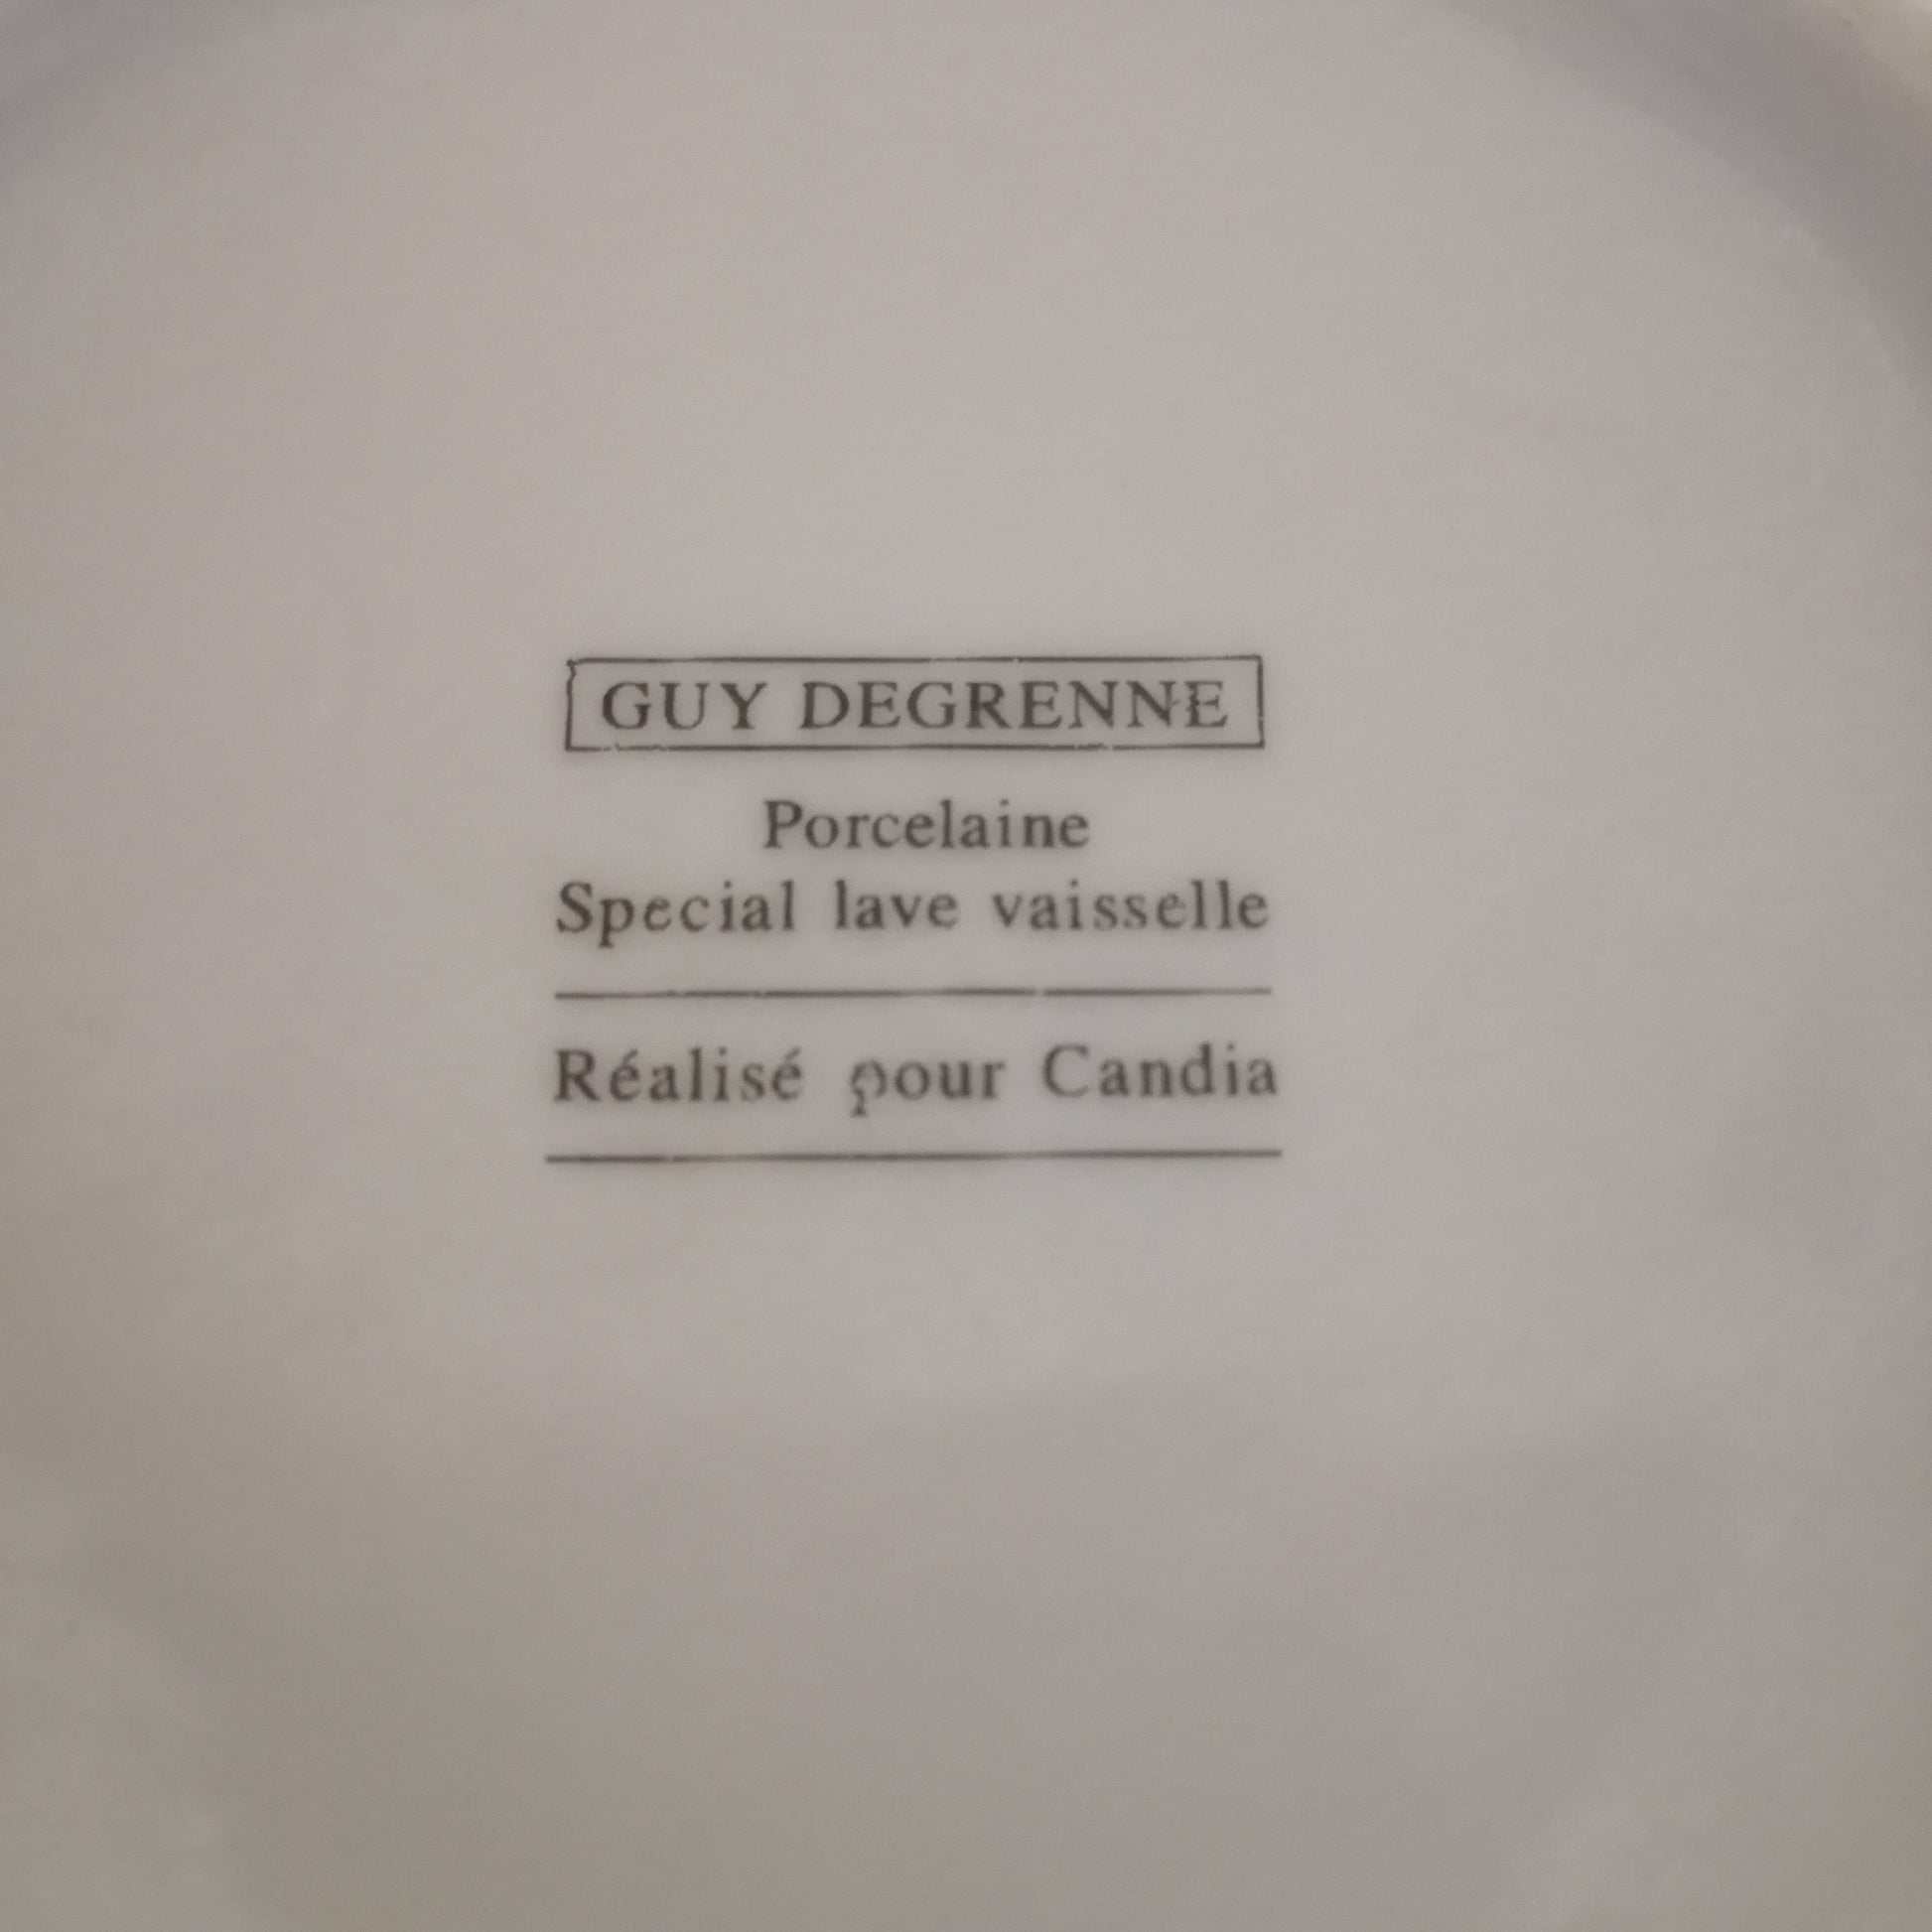 GUY DEGRENNE
Porcelaine
Special lave vaisselle
Réalisé pour Candia